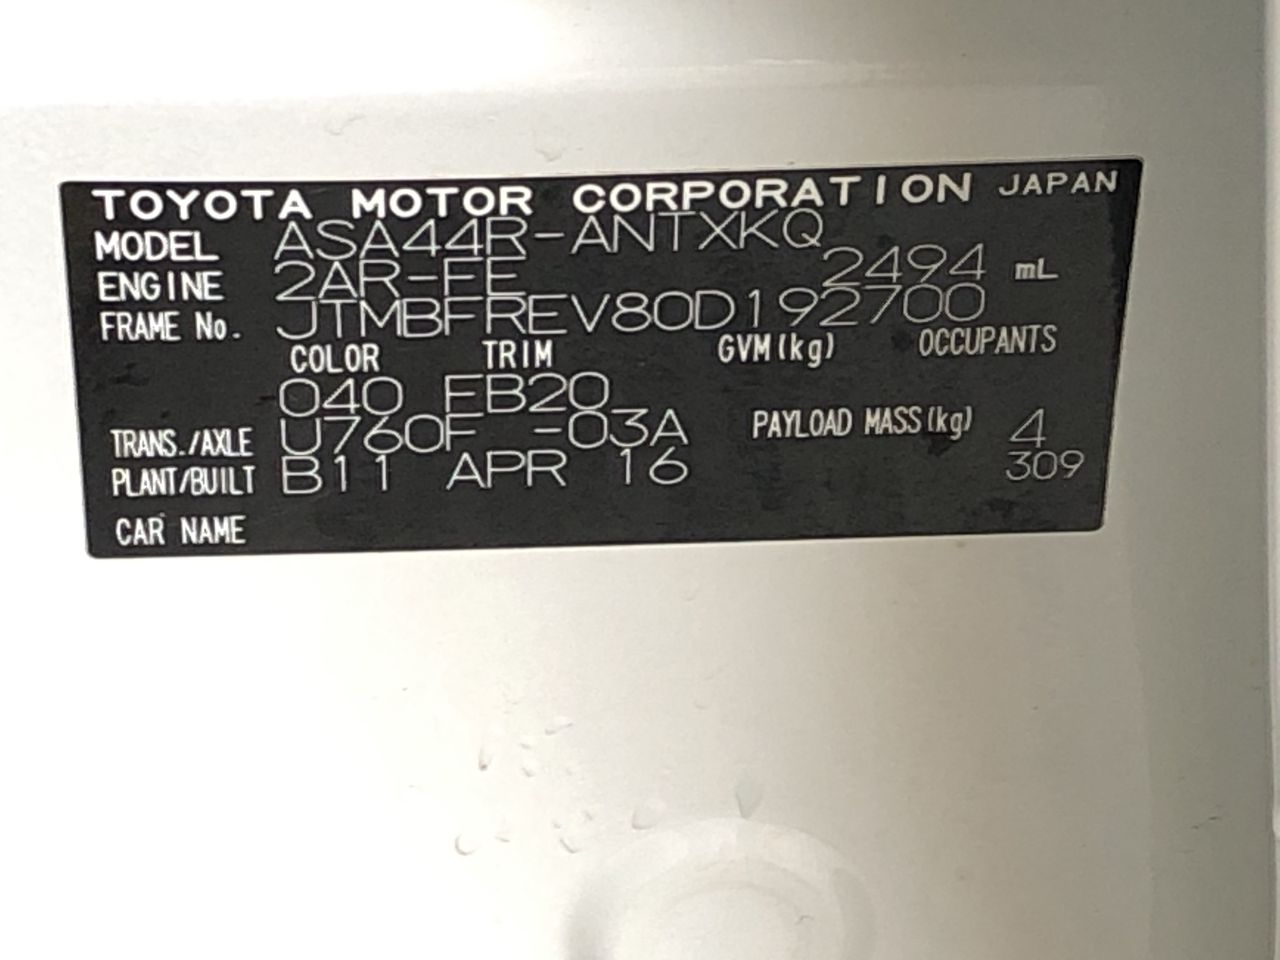 TOYOTA MOTOR CORPORATION JAPAN
MODEL ASA44R-ANTXKQ
ENGINE 2AR-FE 2494 mL
FRAME No. JTMBFREV80D192700
COLOR TRIM GVM(kg) OCCUPANTS
040 FB20
TRANS./AXLE U760F -03A PAYLOAD MASS(kg) 4
PLANT/BUILT B11 APR 16 309
CAR NAME